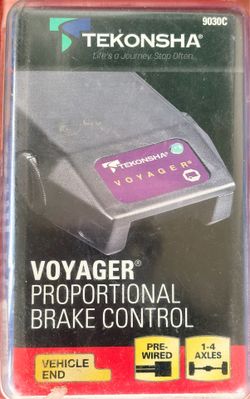 9030C
TEKONSHA®
Life's a Journey. Stop Often.
TEKONSHA
VOYAGER®
VOYAGER®
PROPORTIONAL
BRAKE CONTROL
VEHICLE
END
PRE-
WIRED
1-4
AXLES